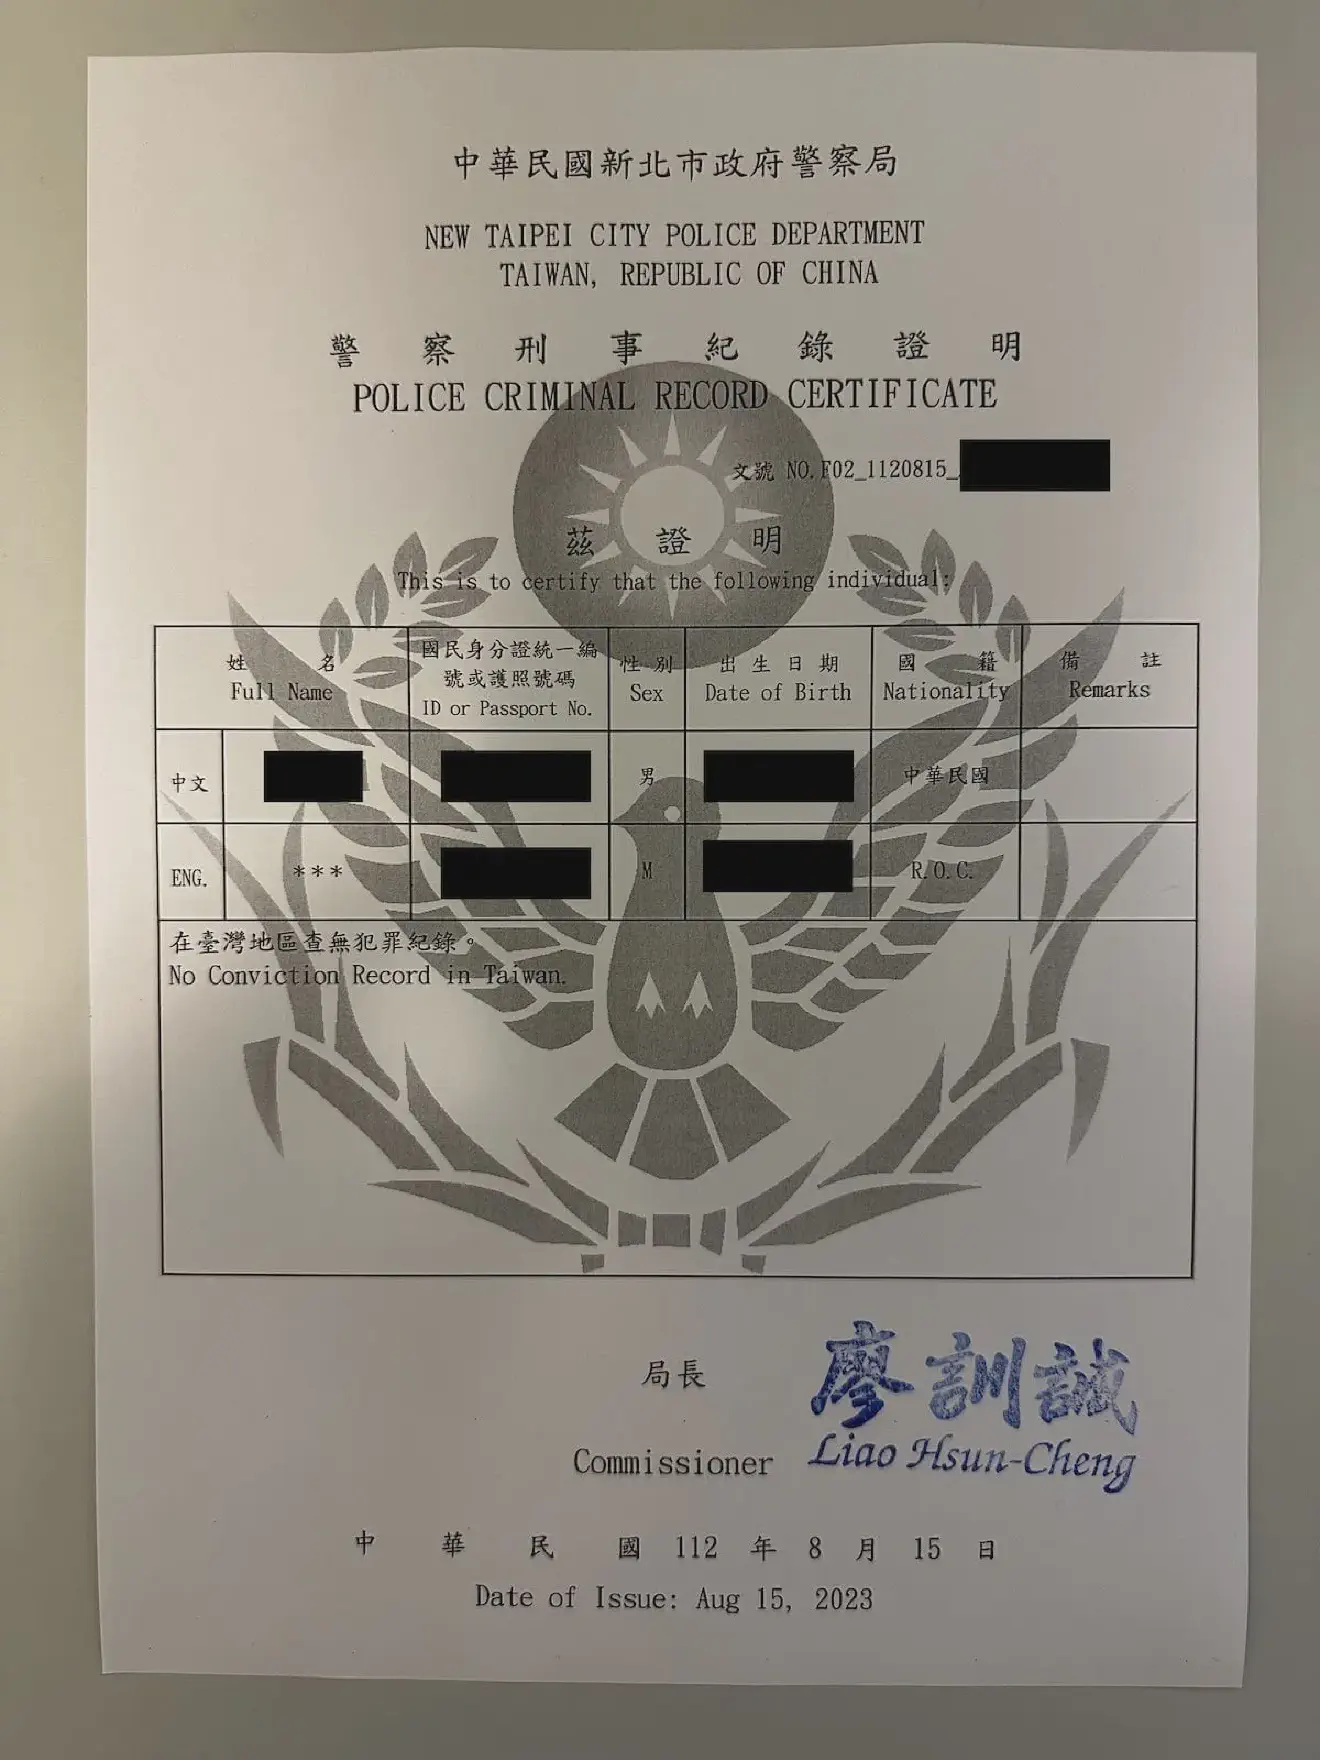 中華民國新北市政府警察局
NEW TAIPEI CITY POLICE DEPARTMENT
TAIWAN, REPUBLIC OF CHINA
警察刑事紀錄證明
POLICE CRIMINAL RECORD CERTIFICATE
文號 NO.F02_1120815_
茲證明
This is to certify that the following individual:
姓名
Full Name
國民身分證統一編
號或護照號碼
ID or Passport No.
性別
Sex
出生日期
Date of Birth
國籍
Nationality
備註
Remarks
中文
男
中華民國
ENG.
***
M
R.O.C.
在臺灣地區查無犯罪紀錄。
No Conviction Record in Taiwan.
局長
廖訓誠
Commissioner
Liao Hsun-Cheng
中華民國 112 年 8 月 15 日
Date of Issue: Aug 15, 2023